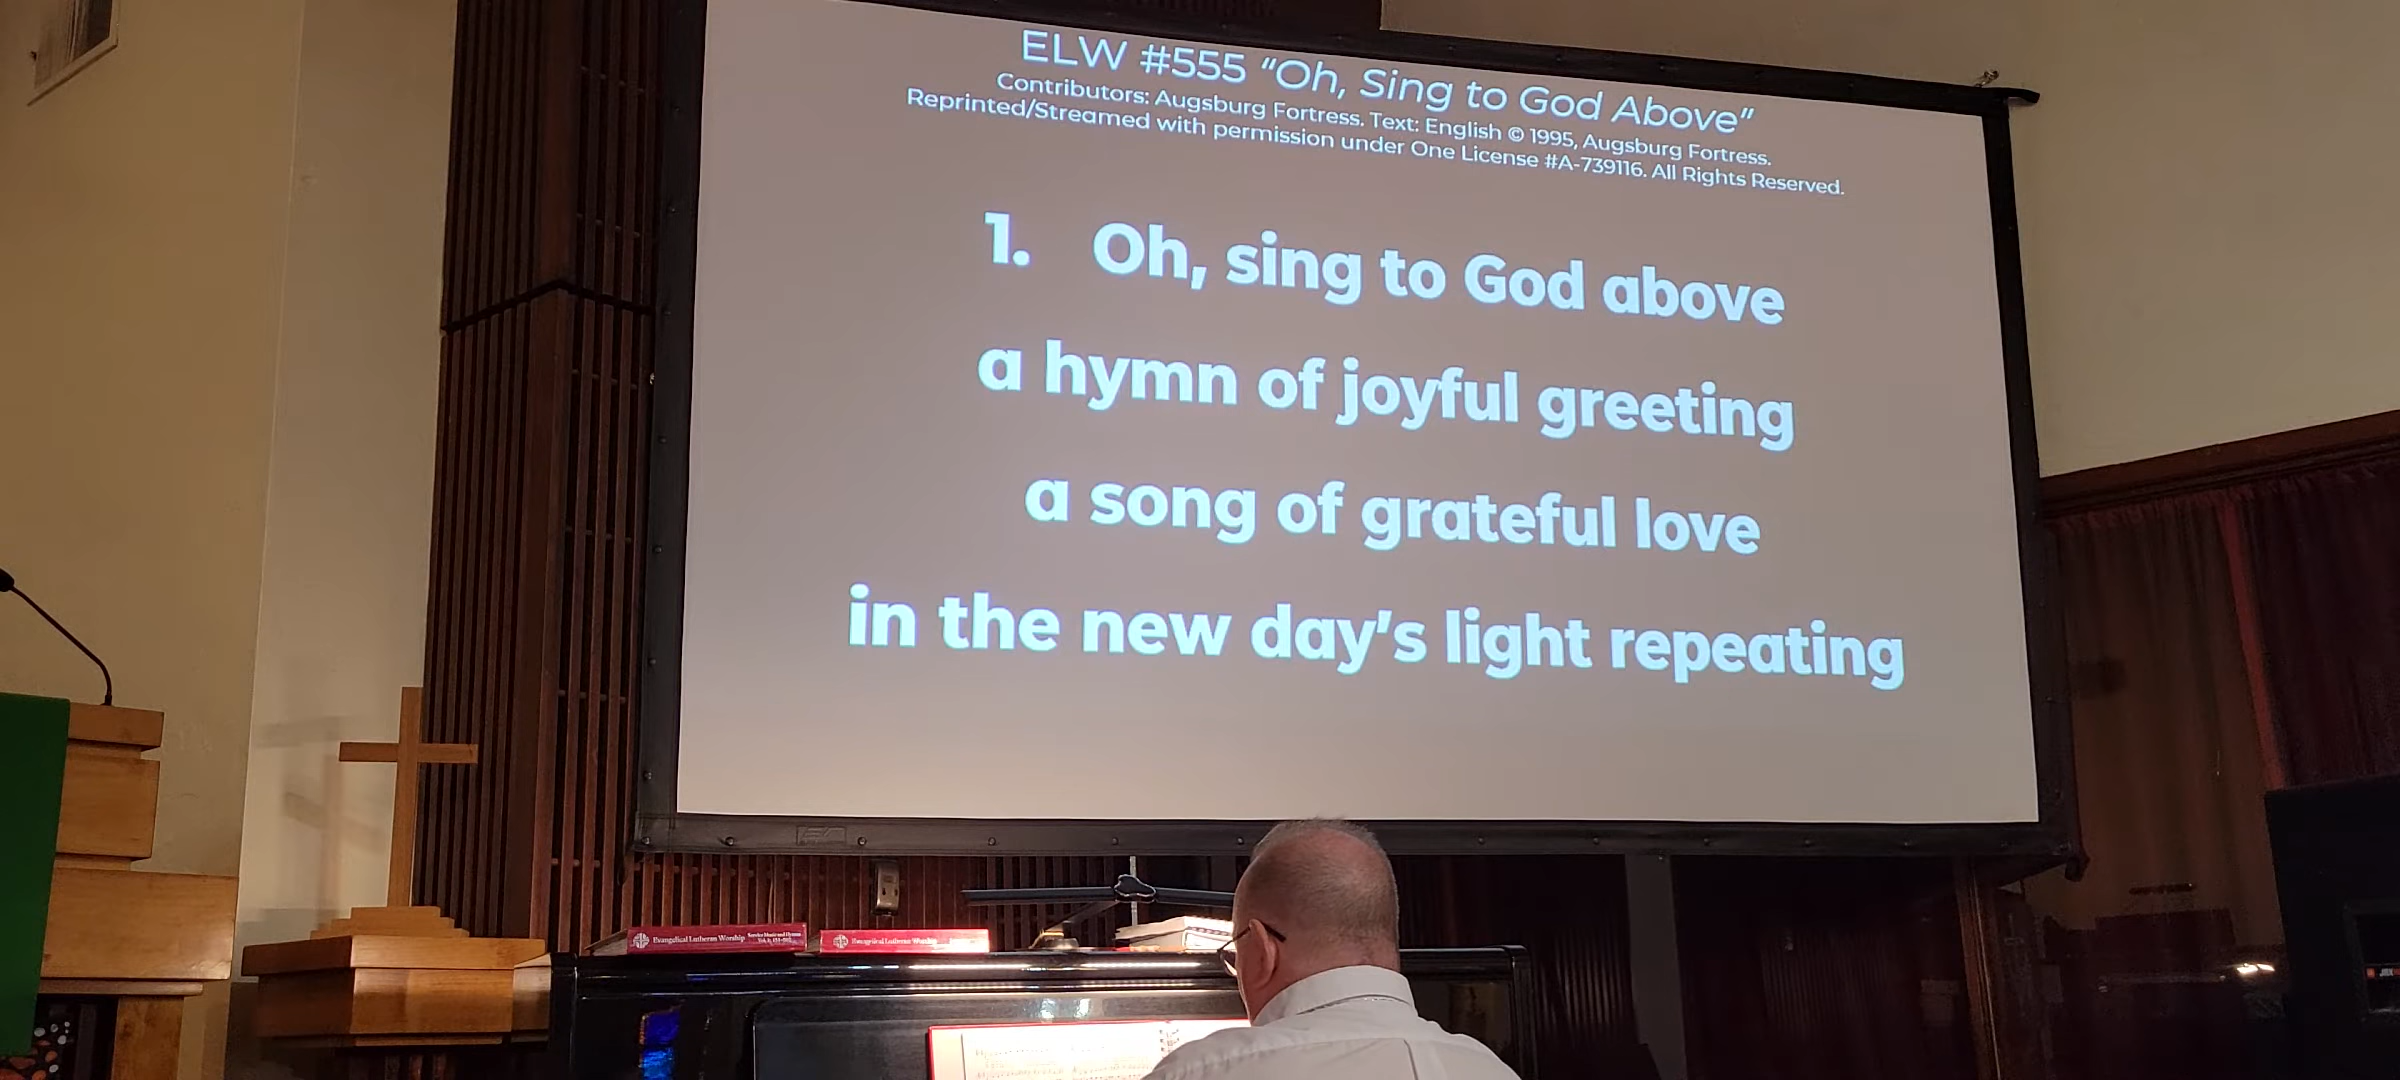 ELW #555 “Oh, Sing to God Above”
Contributors: Augsburg Fortress. Text: English © 1995, Augsburg Fortress.
Reprinted/Streamed with permission under One License #A-739116. All Rights Reserved.
1. Oh, sing to God above
a hymn of joyful greeting
a song of grateful love
in the new day’s light repeating
Evangelical Lutheran Worship
Evangelical Lutheran Worship